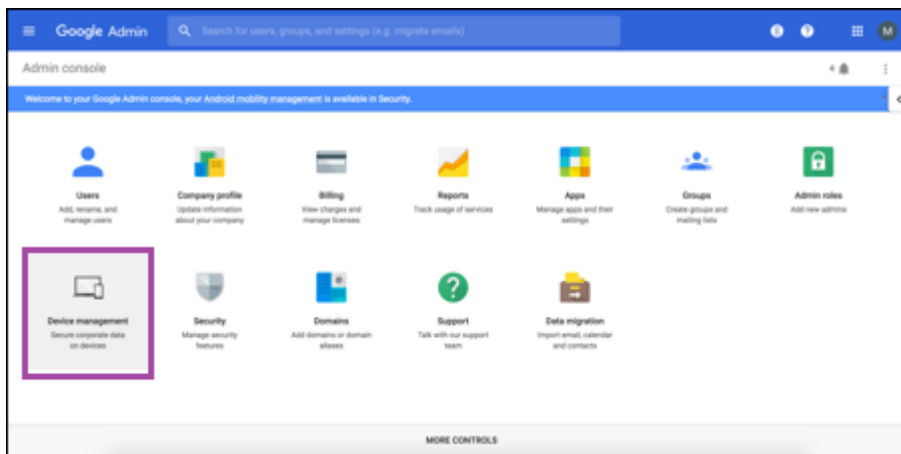 Google Admin
Search for users, groups, and settings (e.g. migrate emails)
M
Admin console
4
Welcome to your Google Admin console, your Android mobility management is available in Security.
Users
Add, rename, and
manage users
Company profile
Update information
about your company
Billing
View charges and
manage licenses
Reports
Track usage of services
Apps
Manage apps and their
settings
Groups
Create groups and
mailing lists
Admin roles
Add new admins
Device management
Secure corporate data
on devices
Security
Manage security
features
Domains
Add domains or domain
aliases
Support
Talk with our support
team
Data migration
Import email, calendar
and contacts
MORE CONTROLS